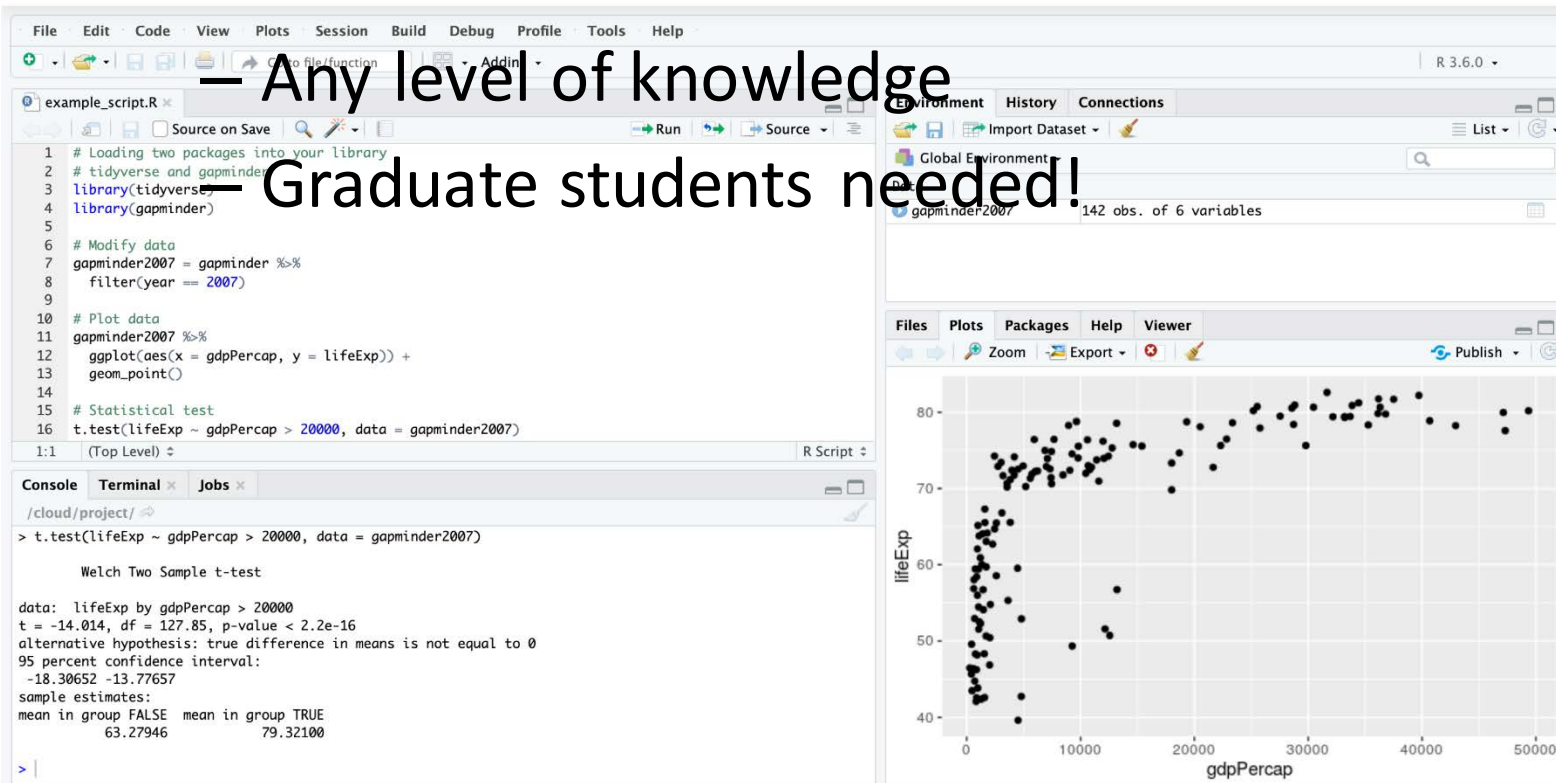 File Edit Code View Plots Session Build Debug Profile Tools Help
Go to file/function Addins R 3.6.0
– Any level of knowledge
– Graduate students needed!
example_script.R
Source on Save Run Source
1 # Loading two packages into your library
2 # tidyverse and gapminder
3 library(tidyverse)
4 library(gapminder)
5
6 # Modify data
7 gapminder2007 = gapminder %>%
8 filter(year == 2007)
9
10 # Plot data
11 gapminder2007 %>%
12 ggplot(aes(x = gdpPercap, y = lifeExp)) +
13 geom_point()
14
15 # Statistical test
16 t.test(lifeExp ~ gdpPercap > 20000, data = gapminder2007)
1:1 (Top Level) R Script
Console Terminal Jobs
/cloud/project/
> t.test(lifeExp ~ gdpPercap > 20000, data = gapminder2007)
Welch Two Sample t-test
data: lifeExp by gdpPercap > 20000
t = -14.014, df = 127.85, p-value < 2.2e-16
alternative hypothesis: true difference in means is not equal to 0
95 percent confidence interval:
-18.30652 -13.77657
sample estimates:
mean in group FALSE mean in group TRUE
63.27946 79.32100
>
Environment History Connections
Import Dataset List
Global Environment
Data
gapminder2007 142 obs. of 6 variables
Files Plots Packages Help Viewer
Zoom Export Publish
lifeExp
80
70
60
50
40
0 10000 20000 30000 40000 50000
gdpPercap